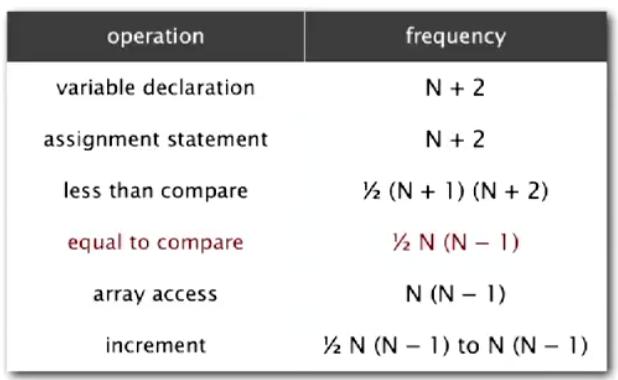 operation frequency
variable declaration N + 2
assignment statement N + 2
less than compare ½ (N + 1) (N + 2)
equal to compare ½ N (N − 1)
array access N (N − 1)
increment ½ N (N − 1) to N (N − 1)